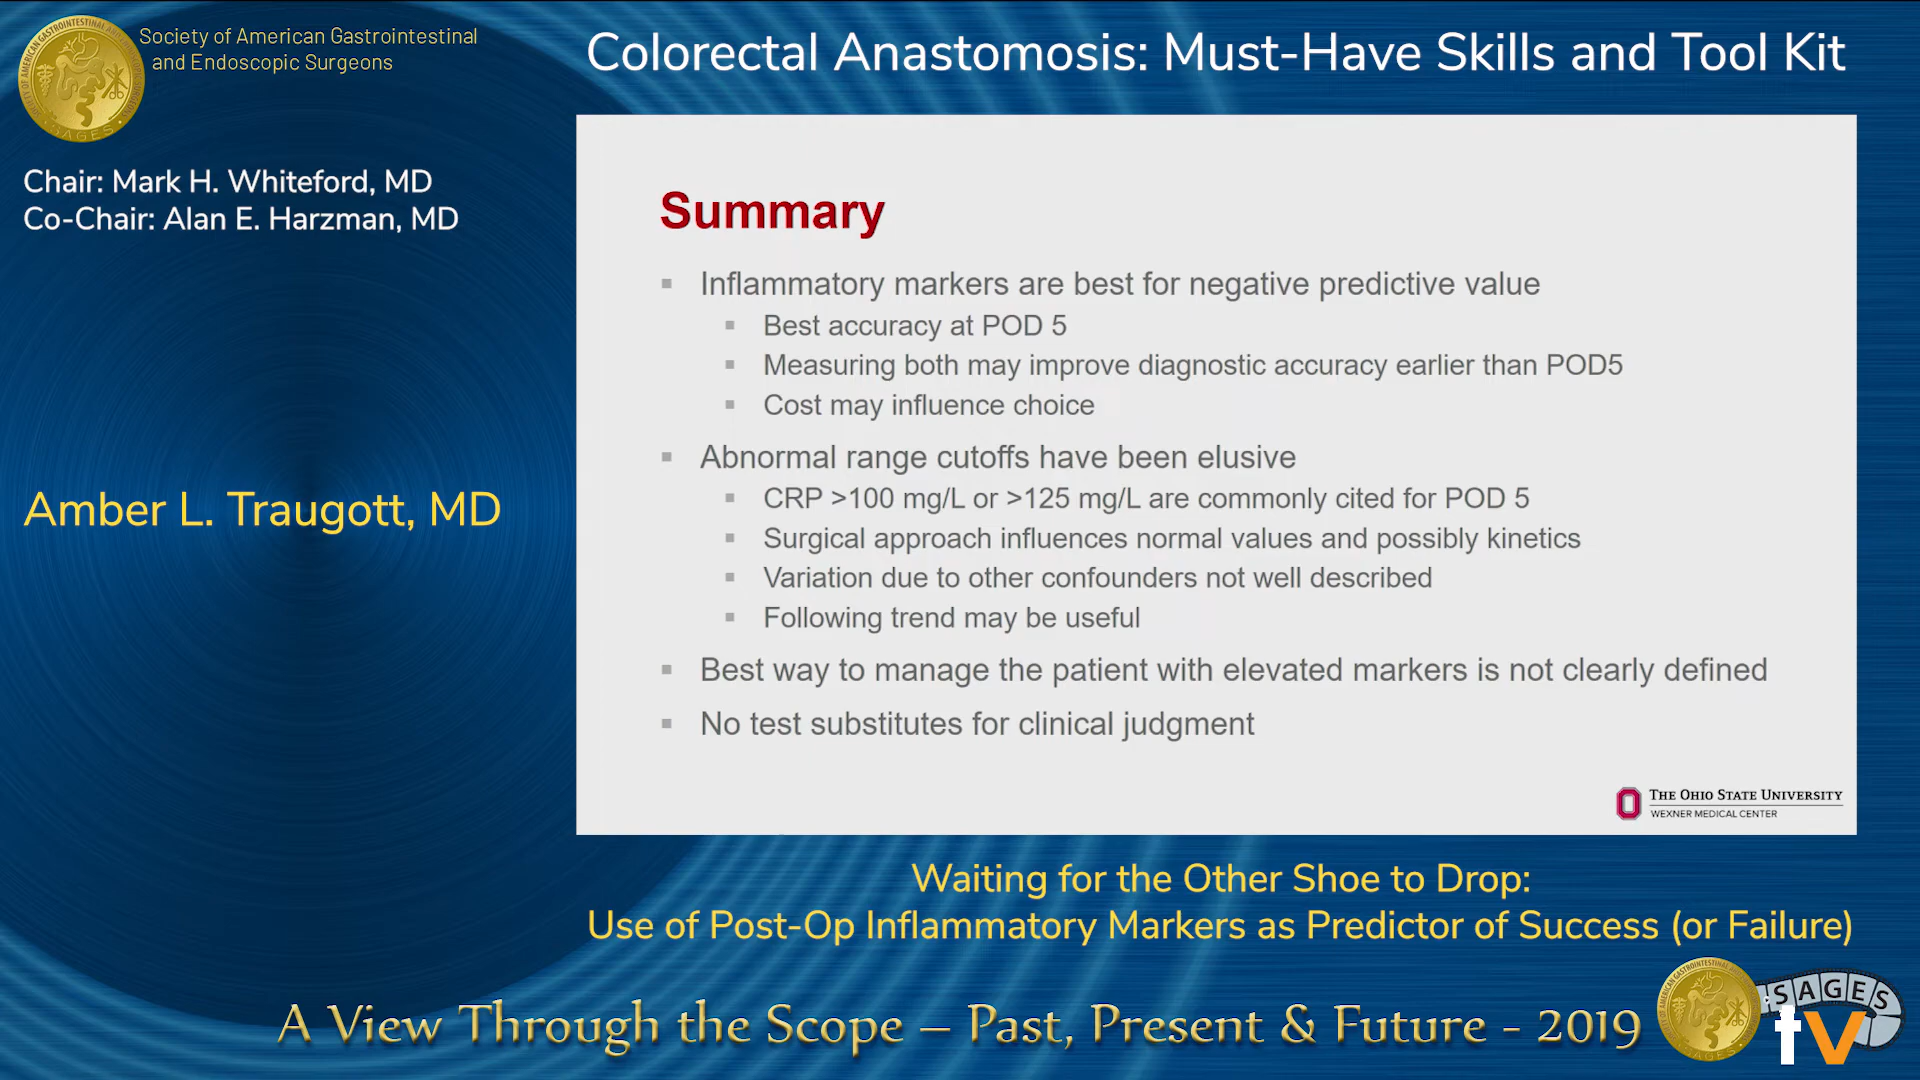 Society of American Gastrointestinal
and Endoscopic Surgeons
Colorectal Anastomosis: Must-Have Skills and Tool Kit
Chair: Mark H. Whiteford, MD
Co-Chair: Alan E. Harzman, MD
Amber L. Traugott, MD
Summary
Inflammatory markers are best for negative predictive value
Best accuracy at POD 5
Measuring both may improve diagnostic accuracy earlier than POD5
Cost may influence choice
Abnormal range cutoffs have been elusive
CRP >100 mg/L or >125 mg/L are commonly cited for POD 5
Surgical approach influences normal values and possibly kinetics
Variation due to other confounders not well described
Following trend may be useful
Best way to manage the patient with elevated markers is not clearly defined
No test substitutes for clinical judgment
THE OHIO STATE UNIVERSITY
WEXNER MEDICAL CENTER
Waiting for the Other Shoe to Drop:
Use of Post-Op Inflammatory Markers as Predictor of Success (or Failure)
A View Through the Scope – Past, Present & Future - 2019
SAGES
tv